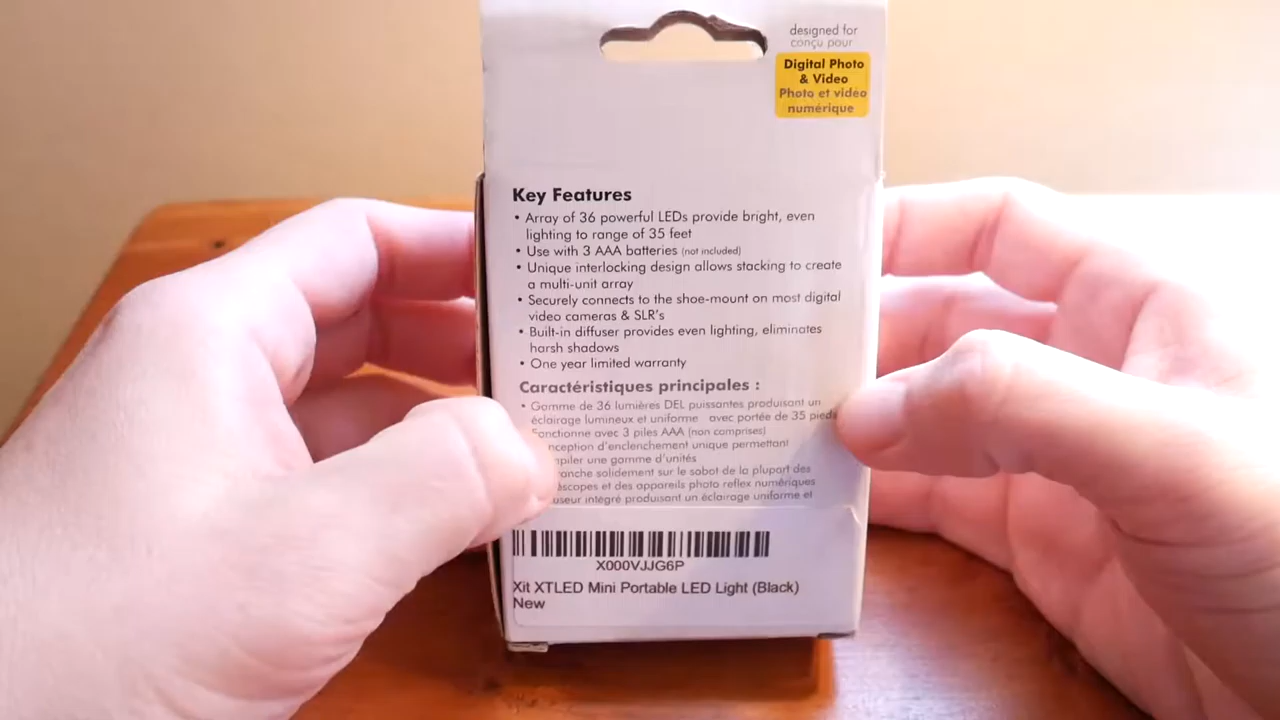 designed for
conçu pour
Digital Photo
& Video
Photo et vidéo
numérique
Key Features
• Array of 36 powerful LEDs provide bright, even
lighting to range of 35 feet
• Use with 3 AAA batteries (not included)
• Unique interlocking design allows stacking to create
a multi-unit array
• Securely connects to the shoe-mount on most digital
video cameras & SLR's
• Built-in diffuser provides even lighting, eliminates
harsh shadows
• One year limited warranty
Caractéristiques principales :
• Gamme de 36 lumières DEL puissantes produisant un
éclairage lumineux et uniforme avec portée de 35 pieds
Fonctionne avec 3 piles AAA (non comprises)
d'enclenchement unique permettant
une gamme d'unités
solidement sur le sabot de la plupart des
et des appareils photo reflex numériques
intégré produisant un éclairage uniforme et
X000VJJG6P
Xit XTLED Mini Portable LED Light (Black)
New